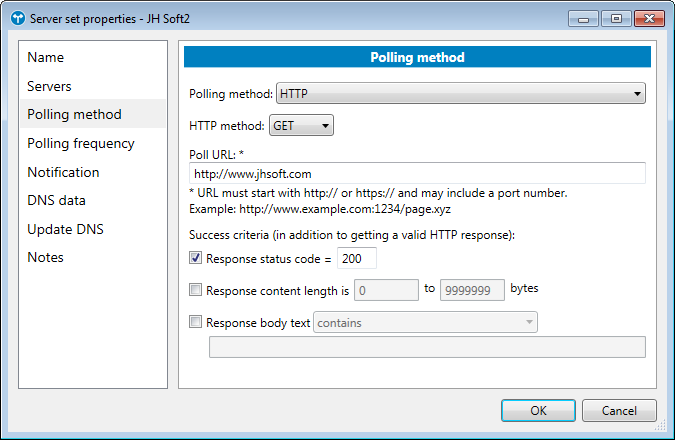 Server set properties - JH Soft2
Name
Servers
Polling method
Polling frequency
Notification
DNS data
Update DNS
Notes
Polling method
Polling method: HTTP
HTTP method: GET
Poll URL: *
http://www.jhsoft.com
* URL must start with http:// or https:// and may include a port number.
Example: http://www.example.com:1234/page.xyz
Success criteria (in addition to getting a valid HTTP response):
Response status code = 200
Response content length is 0 to 9999999 bytes
Response body text contains
OK Cancel